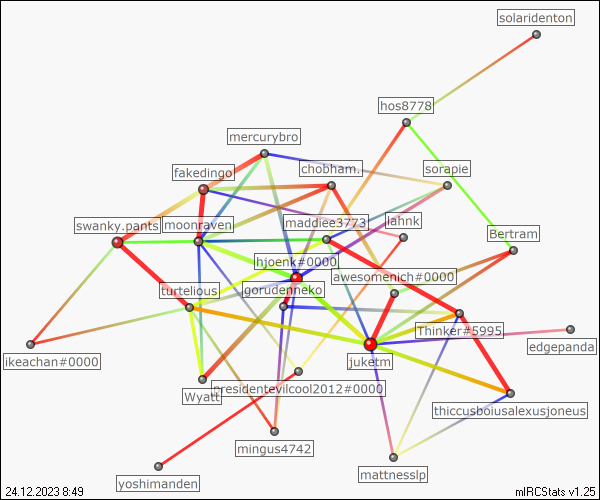 solaridenton
hos8778
mercurybro
chobham.
sorapie
fakedingo
swanky.pants
moonraven
maddiee3773
lahnk
Bertram
hjoenk#0000
awesomenich#0000
turtelious
gorudenneko
Thinker#5995
edgepanda
ikeachan#0000
juketm
presidentevilcool2012#0000
Wyatt
thiccusboiusalexusjoneus
mingus4742
mattnesslp
yoshimanden
24.12.2023 8:49
mIRCStats v1.25